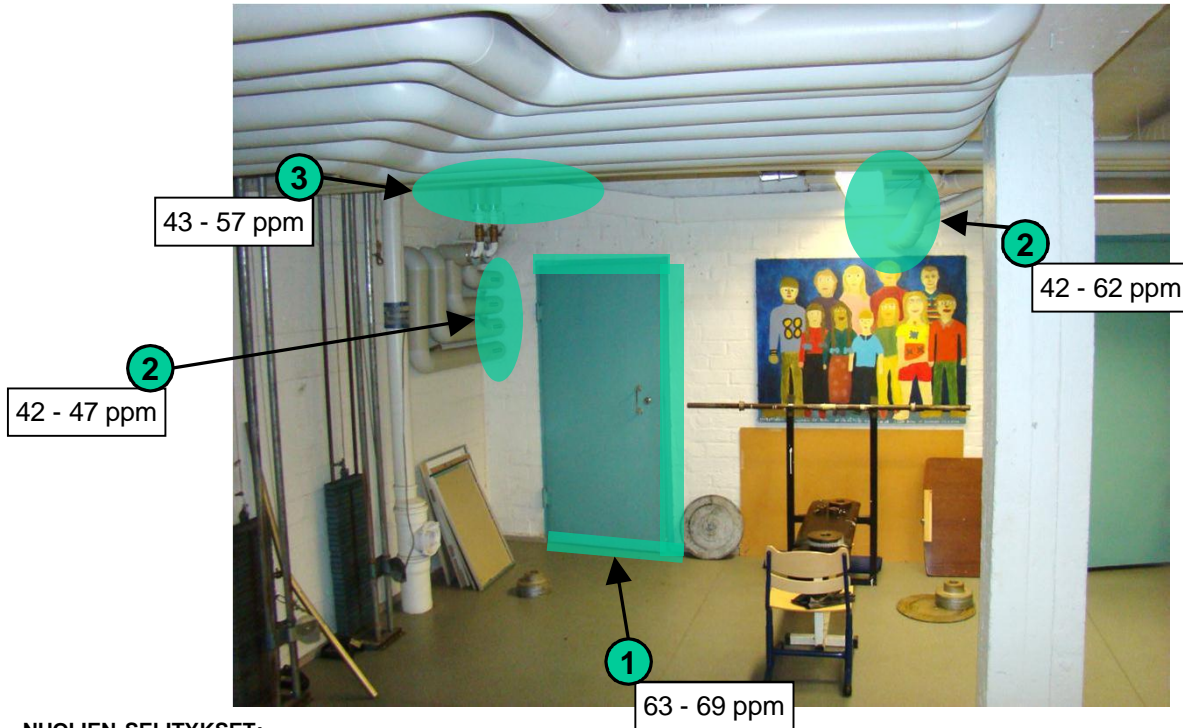 3
43 - 57 ppm
2
42 - 62 ppm
2
42 - 47 ppm
1
63 - 69 ppm
NUOLIEN SELITYKSET: